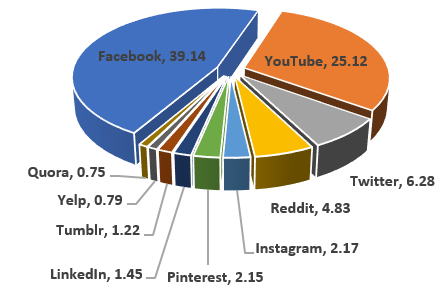 Facebook, 39.14
YouTube, 25.12
Twitter, 6.28
Reddit, 4.83
Instagram, 2.17
Pinterest, 2.15
LinkedIn, 1.45
Tumblr, 1.22
Yelp, 0.79
Quora, 0.75